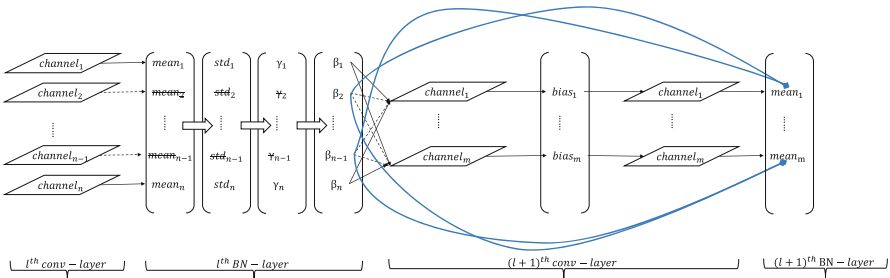 channel₁ mean₁ std₁ γ₁ β₁
channel₂ mean₂ std₂ γ₂ β₂ channel₁ bias₁ channel₁ mean₁
⋮ ⋮ ⋮ ⋮ ⋮ ⋮ ⋮ ⋮ ⋮
channelₙ₋₁ meanₙ₋₁ stdₙ₋₁ γₙ₋₁ βₙ₋₁ channelₘ biasₘ channelₘ meanₘ
channelₙ meanₙ stdₙ γₙ βₙ
lᵗʰ conv − layer lᵗʰ BN − layer (l + 1)ᵗʰ conv − layer (l + 1)ᵗʰ BN − layer